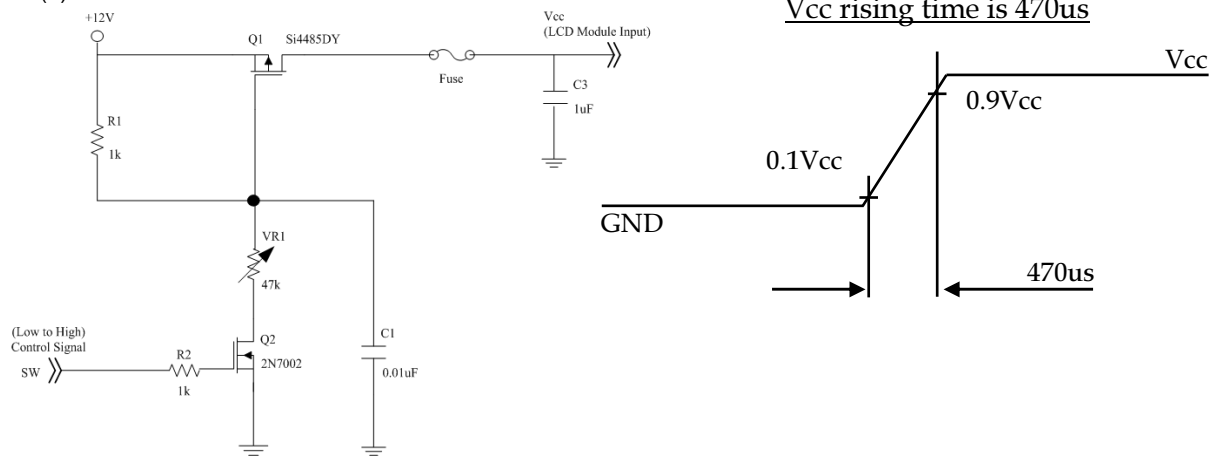 +12V
Q1
Si4485DY
Vcc
(LCD Module Input)
Fuse
C3
1uF
R1
1k
VR1
47k
(Low to High)
Control Signal
SW
R2
1k
Q2
2N7002
C1
0.01uF
Vcc rising time is 470us
Vcc
0.9Vcc
0.1Vcc
GND
470us